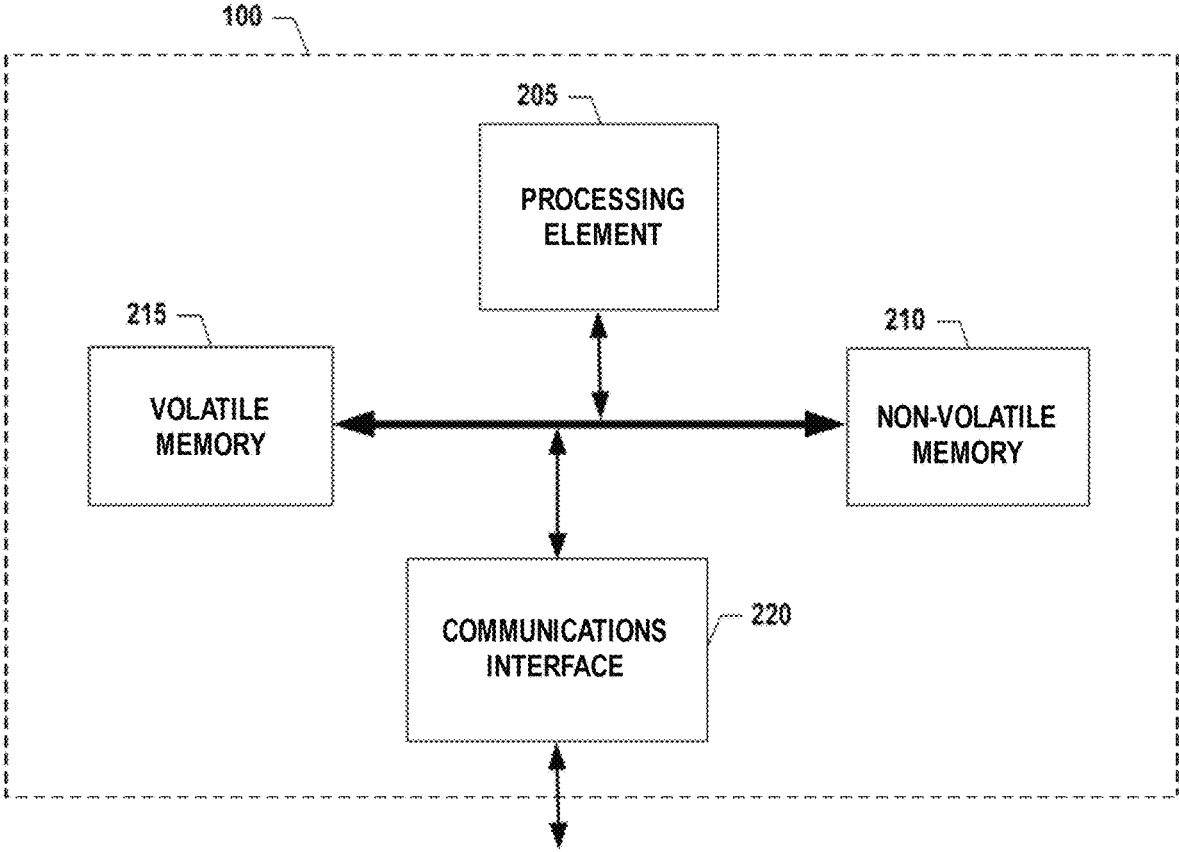 100
205
PROCESSING
ELEMENT
215
VOLATILE
MEMORY
210
NON-VOLATILE
MEMORY
COMMUNICATIONS
INTERFACE
220